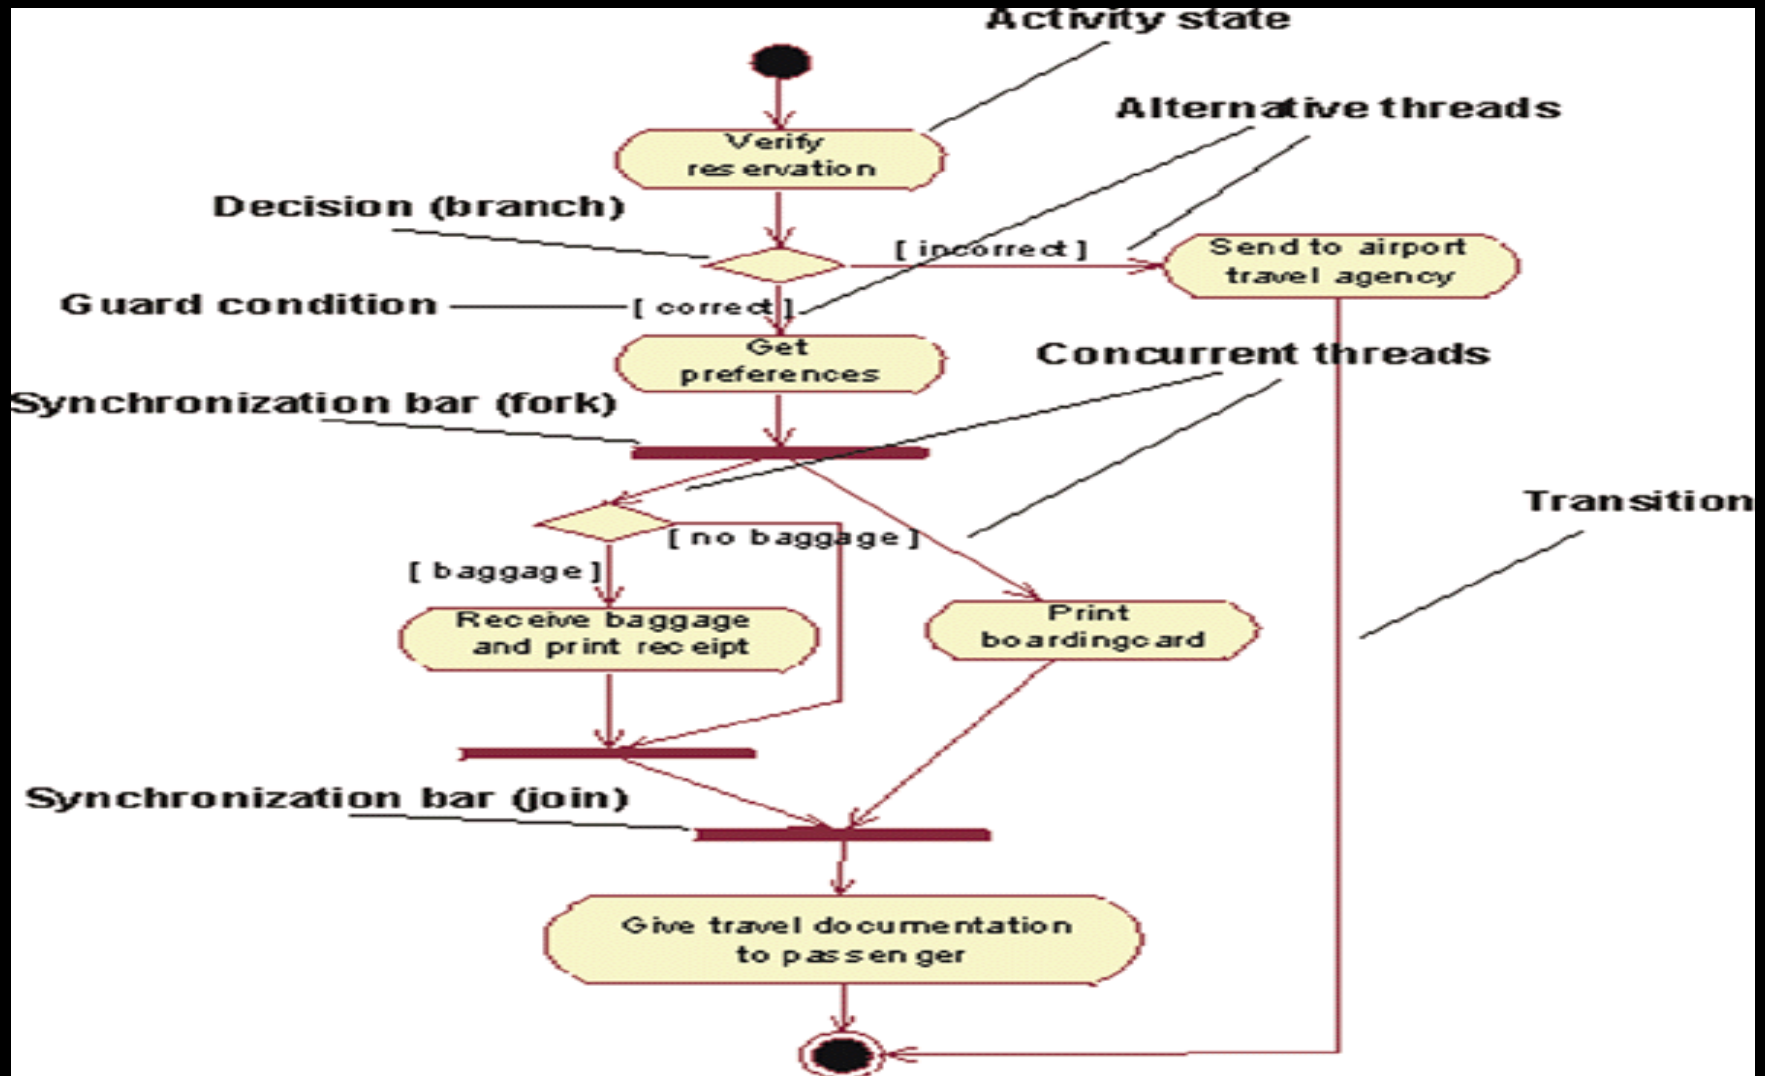 Activity state
Alternative threads
Verify
reservation
Decision (branch)
[ incorrect ]
Send to airport
travel agency
Guard condition
[ correct ]
Get
preferences
Concurrent threads
Synchronization bar (fork)
Transition
[ no baggage ]
[ baggage ]
Receive baggage
and print receipt
Print
boardingcard
Synchronization bar (join)
Give travel documentation
to passenger